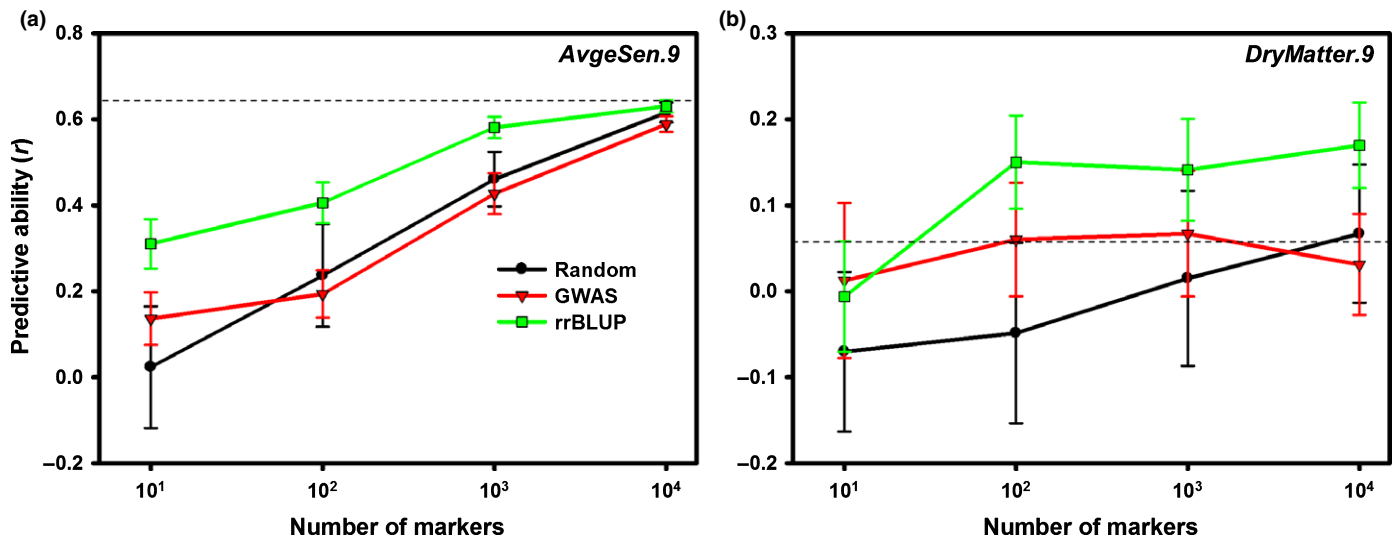 (a)
AvgeSen.9
0.8
0.6
0.4
0.2
0.0
−0.2
Predictive ability (r)
Random
GWAS
rrBLUP
10¹
10²
10³
10⁴
Number of markers
(b)
DryMatter.9
0.3
0.2
0.1
0.0
−0.1
−0.2
10¹
10²
10³
10⁴
Number of markers